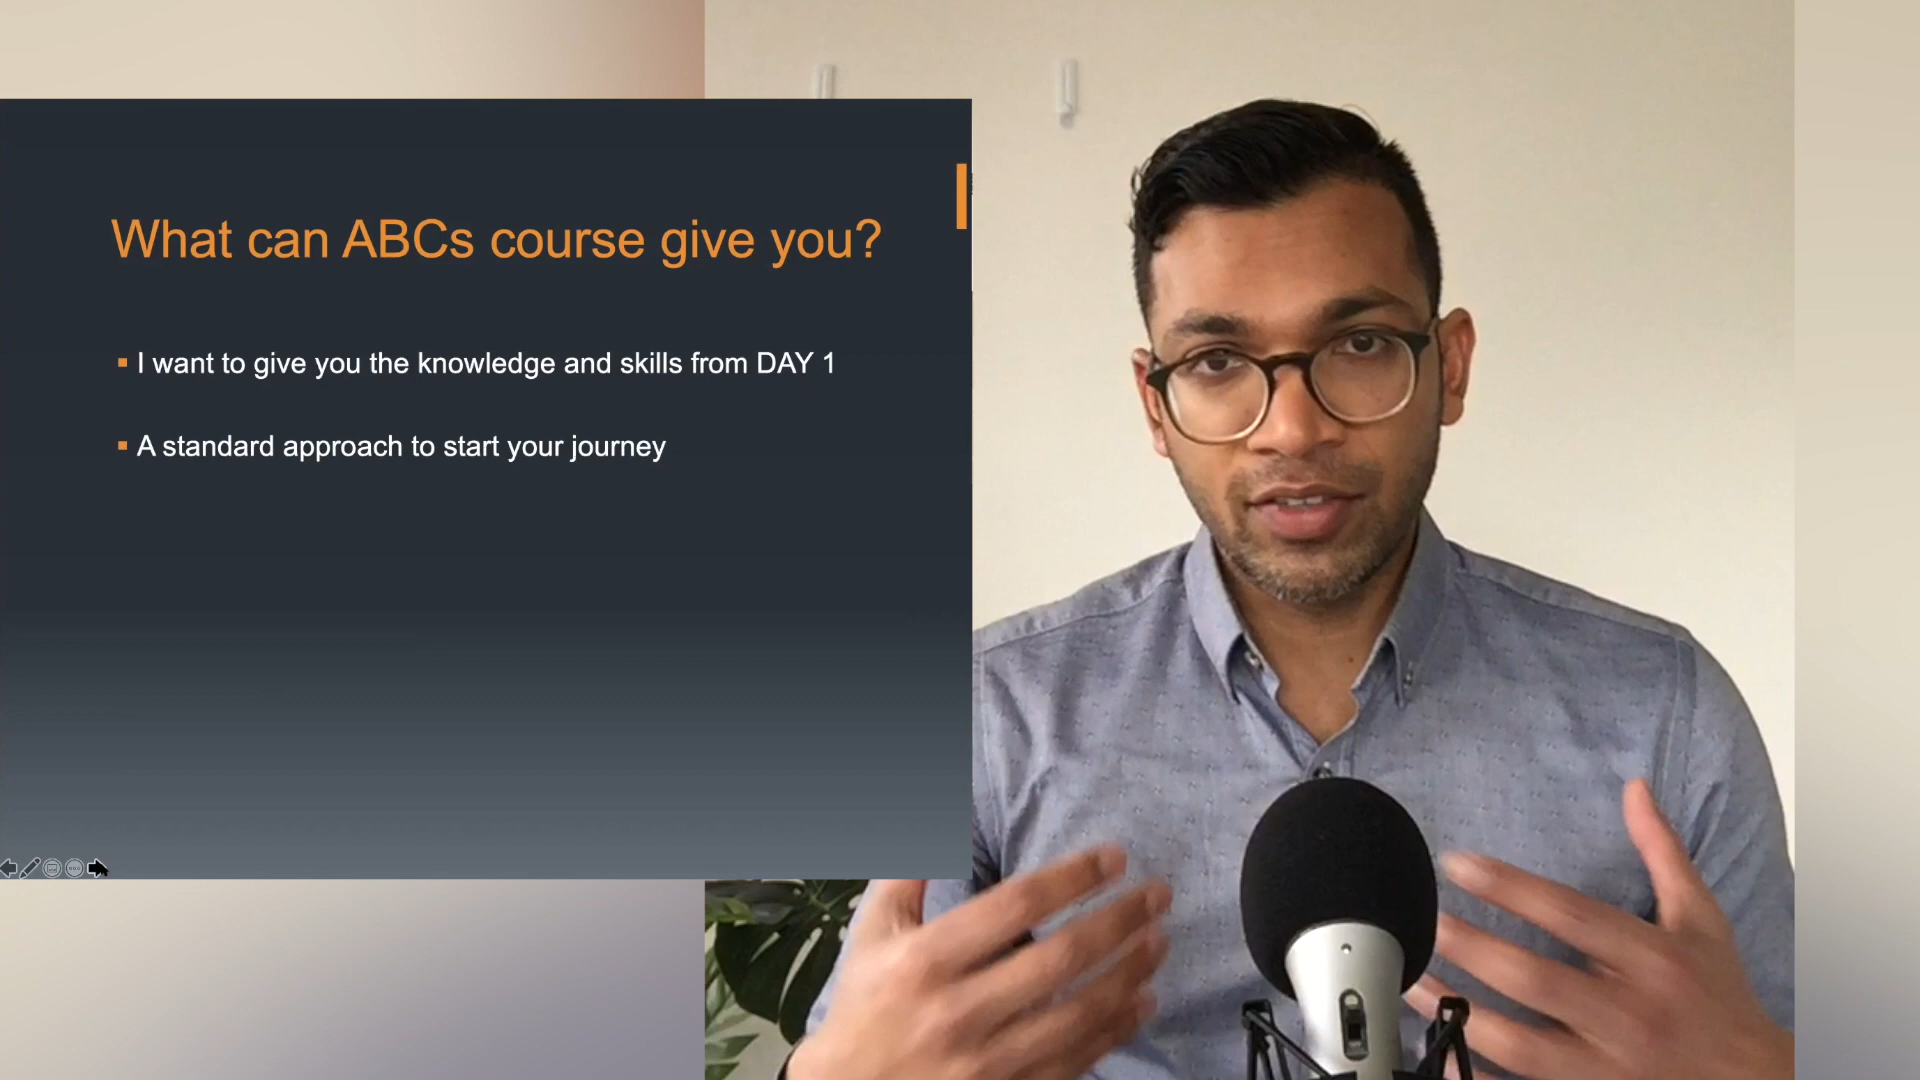 What can ABCs course give you?
I want to give you the knowledge and skills from DAY 1
A standard approach to start your journey